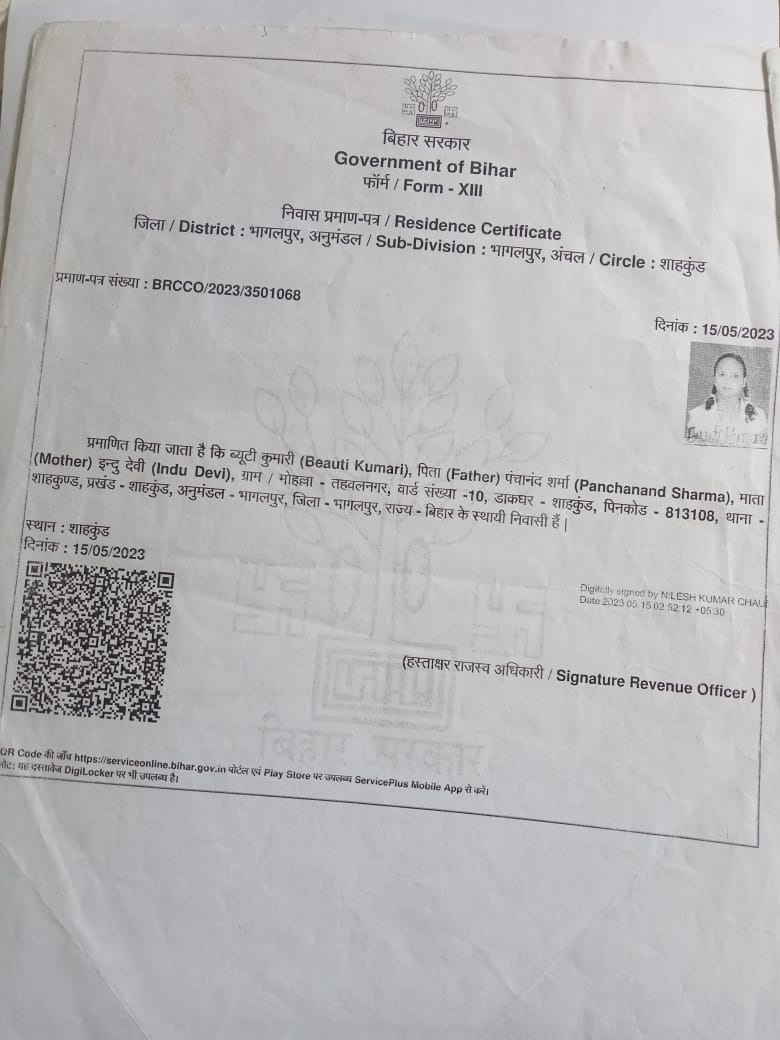 बिहार सरकार
Government of Bihar
फॉर्म / Form - XIII
निवास प्रमाण-पत्र / Residence Certificate
जिला / District : भागलपुर, अनुमंडल / Sub-Division : भागलपुर, अंचल / Circle : शाहकुंड
प्रमाण-पत्र संख्या : BRCCO/2023/3501068
दिनांक : 15/05/2023
प्रमाणित किया जाता है कि ब्यूटी कुमारी (Beauti Kumari), पिता (Father) पंचानंद शर्मा (Panchanand Sharma), माता
(Mother) इन्दु देवी (Indu Devi), ग्राम / मोहल्ला - तहवलनगर, वार्ड संख्या -10, डाकघर - शाहकुंड, पिनकोड - 813108, थाना -
शाहकुण्ड, प्रखंड - शाहकुंड, अनुमंडल - भागलपुर, जिला - भागलपुर, राज्य - बिहार के स्थायी निवासी हैं |
स्थान : शाहकुंड
दिनांक : 15/05/2023
Digitally signed by NILESH KUMAR
Date 2023.05.15 02:52:12 +05:30
(हस्ताक्षर राजस्व अधिकारी / Signature Revenue Officer )
QR Code की जाँच https://serviceonline.bihar.gov.in पोर्टल एवं Play Store पर उपलब्ध ServicePlus Mobile App से करें।
नोट: यह दस्तावेज DigiLocker पर भी उपलब्ध है।
बिहार सरकार